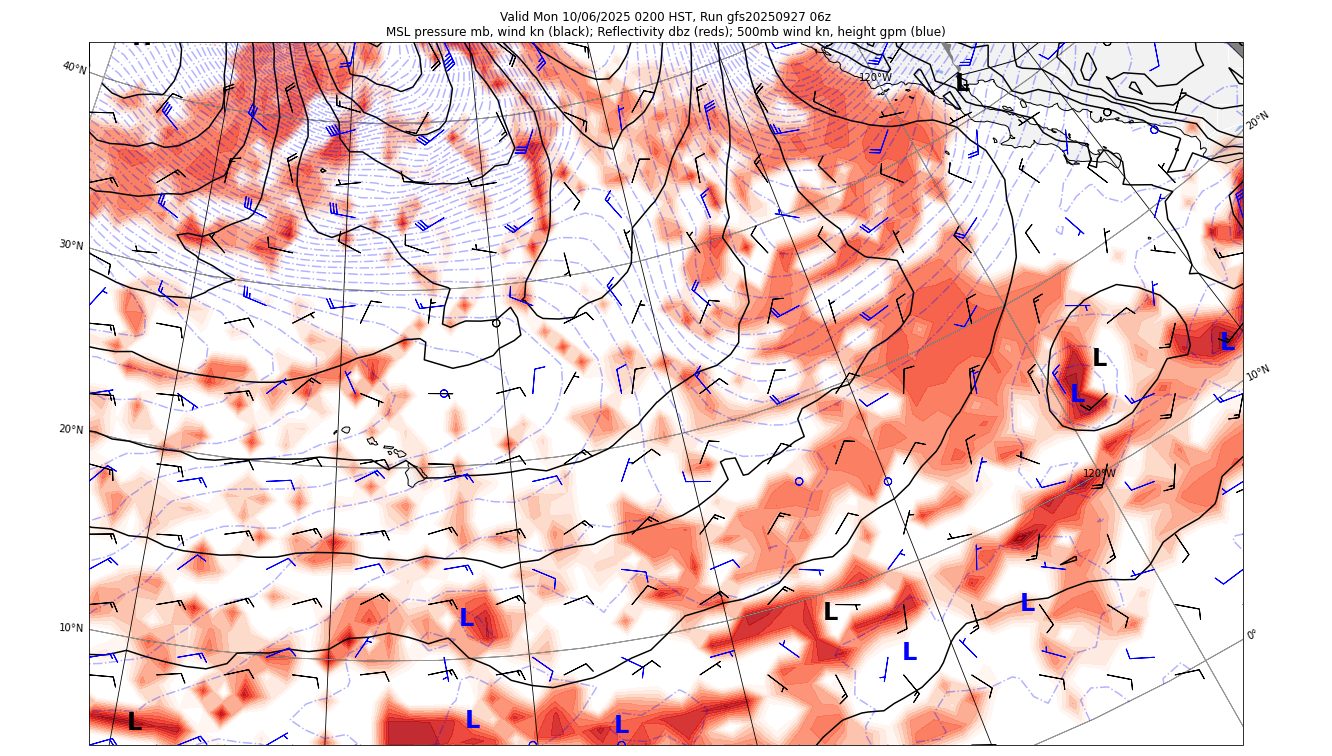 Valid Mon 10/06/2025 0200 HST, Run gfs20250927 06z
MSL pressure mb, wind kn (black); Reflectivity dbz (reds); 500mb wind kn, height gpm (blue)
40°N
120°W
L
20°N
30°N
L
L
10°N
L
20°N
120°W
L
L
L
10°N
0°
L
L
L
L